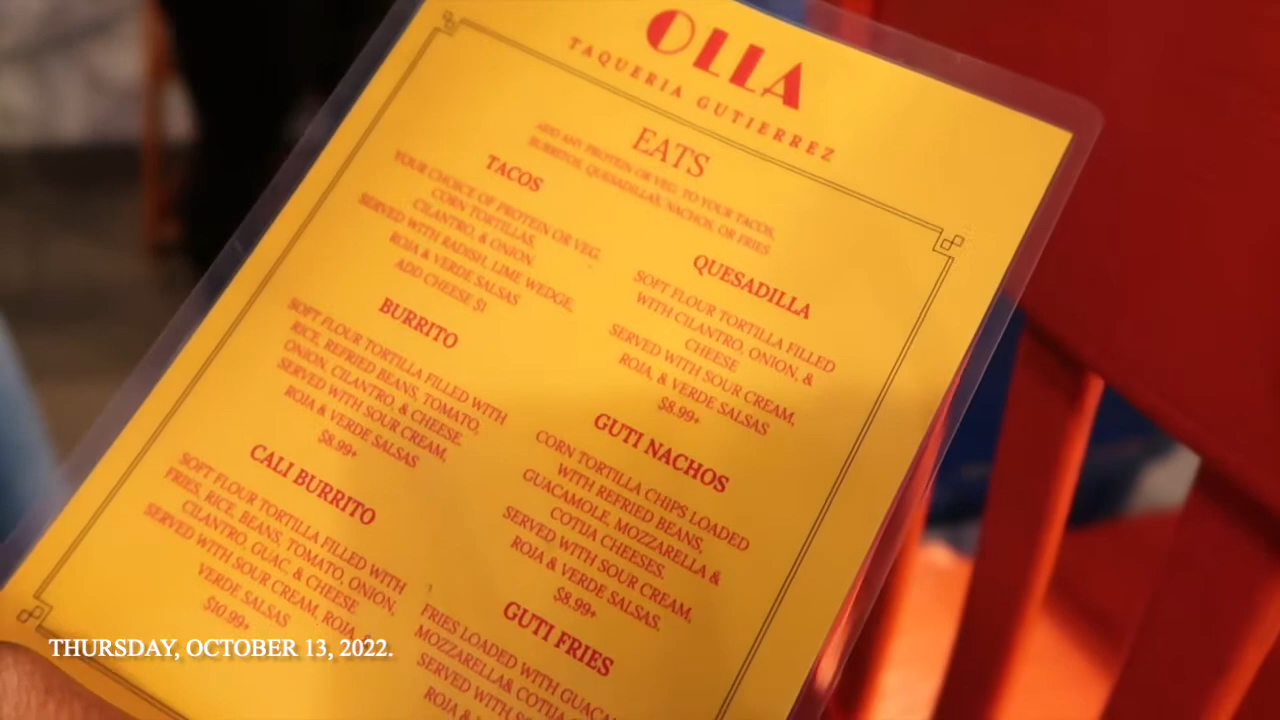 OLLA
TAQUERIA GUTIERREZ
EATS
ADD ANY PROTEIN OR VEG. TO YOUR TACOS,
BURRITOS, QUESADILLAS, NACHOS, OR FRIES
TACOS
YOUR CHOICE OF PROTEIN OR VEG.
CORN TORTILLAS,
CILANTRO, & ONION.
SERVED WITH RADISH, LIME WEDGE,
ROJA & VERDE SALSAS
ADD CHEESE $1
BURRITO
SOFT FLOUR TORTILLA FILLED WITH
RICE, REFRIED BEANS, TOMATO,
ONION, CILANTRO, & CHEESE.
SERVED WITH SOUR CREAM,
ROJA & VERDE SALSAS
$8.99+
CALI BURRITO
SOFT FLOUR TORTILLA FILLED WITH
FRIES, RICE, BEANS, TOMATO, ONION,
CILANTRO, GUAC, & CHEESE
SERVED WITH SOUR CREAM, ROJA, &
VERDE SALSAS
$10.99+
QUESADILLA
SOFT FLOUR TORTILLA FILLED
WITH CILANTRO, ONION, &
CHEESE
SERVED WITH SOUR CREAM,
ROJA, & VERDE SALSAS
$8.99+
GUTI NACHOS
CORN TORTILLA CHIPS LOADED
WITH REFRIED BEANS,
GUACAMOLE, MOZZARELLA &
COTIJA CHEESES.
SERVED WITH SOUR CREAM,
ROJA & VERDE SALSAS.
$8.99+
GUTI FRIES
FRIES LOADED WITH GUACA
MOZZARELLA& COTIJA
SERVED WITH
ROJA &
THURSDAY, OCTOBER 13, 2022.